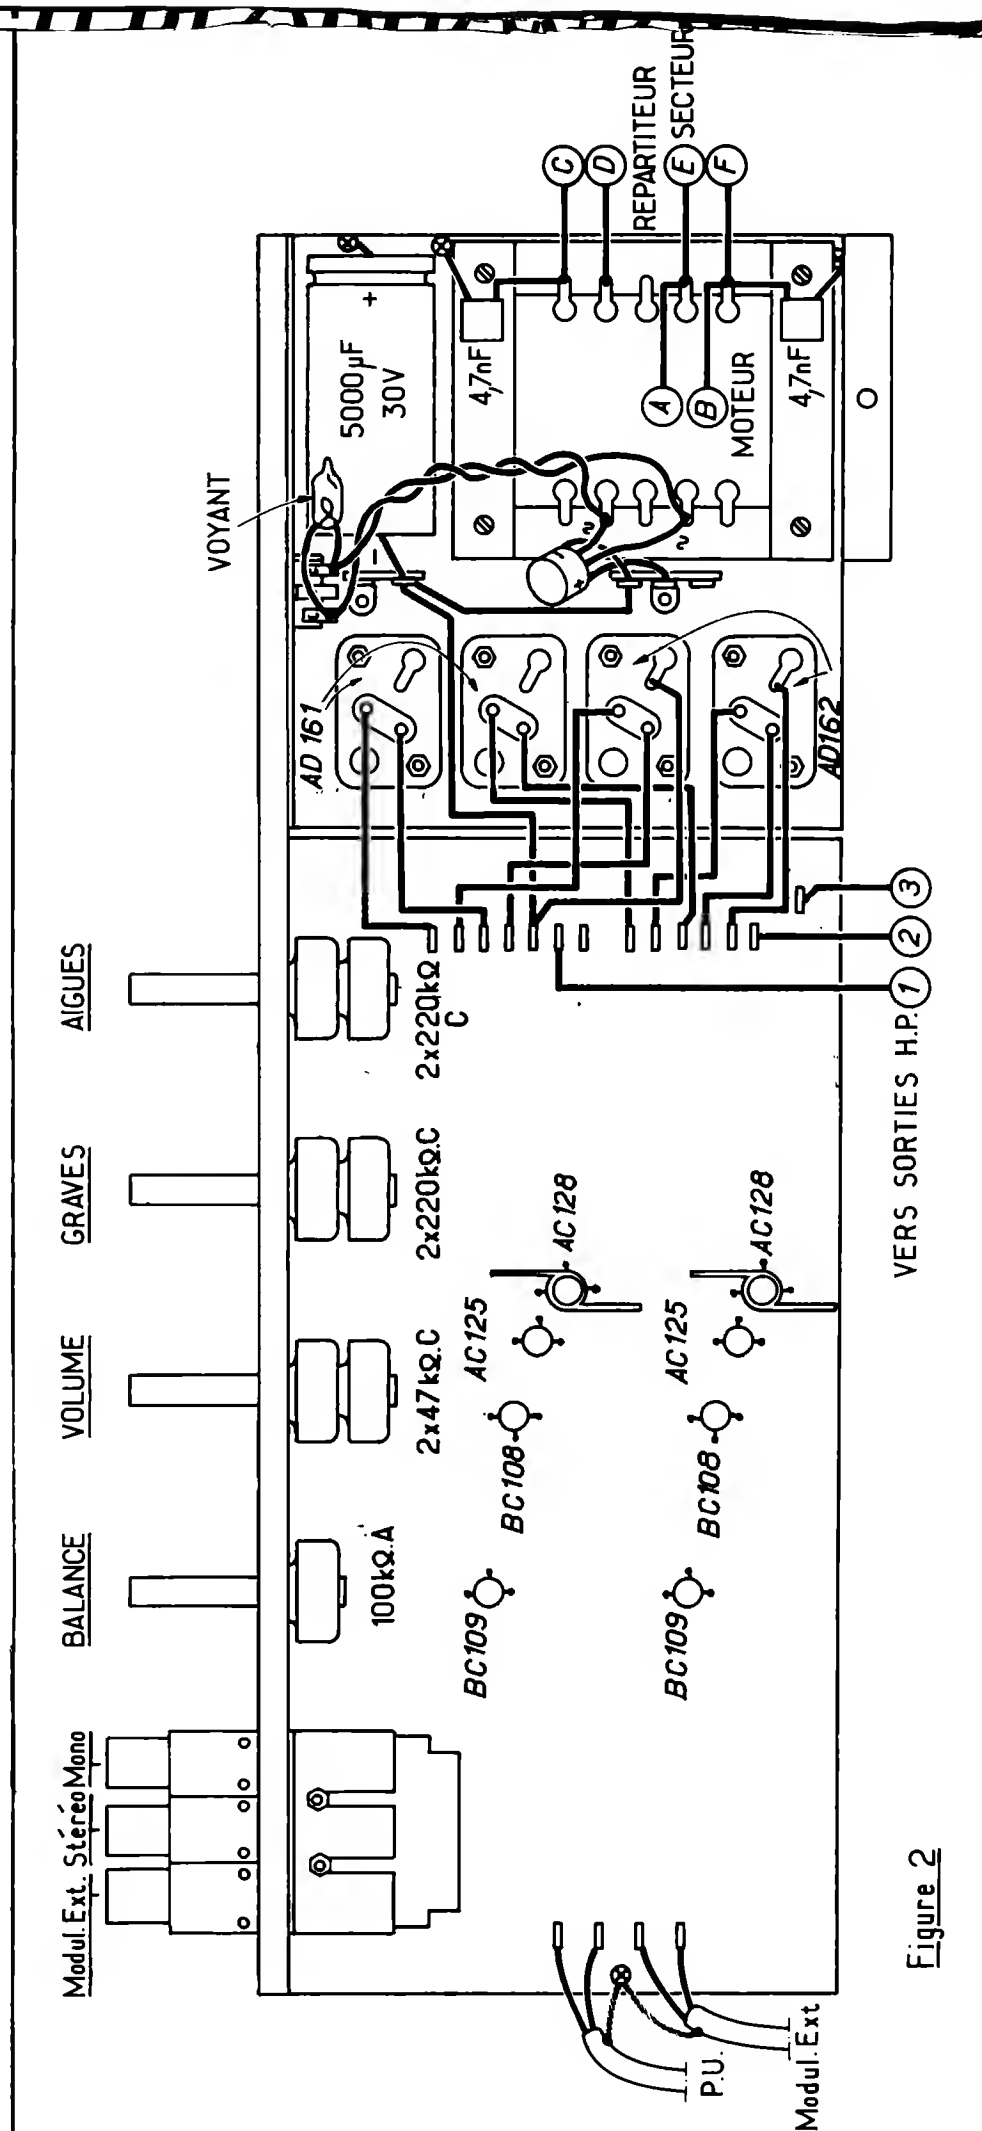 Modul. Ext.
Stéréo
Mono
BALANCE
VOLUME
GRAVES
AIGUES
VOYANT
100kΩ.A
2x47kΩ.C
2x220kΩ.C
2x220kΩ
C
AD 161
5000µF
30V
+
−
4,7nF
BC109
BC108
AC125
AC128
BC109
BC108
AC125
AC128
AD162
~
~
+
MOTEUR
4,7nF
A
B
C
D
E
F
REPARTITEUR
SECTEUR
P.U.
Modul. Ext
VERS SORTIES H.P.
1
2
3
Figure 2